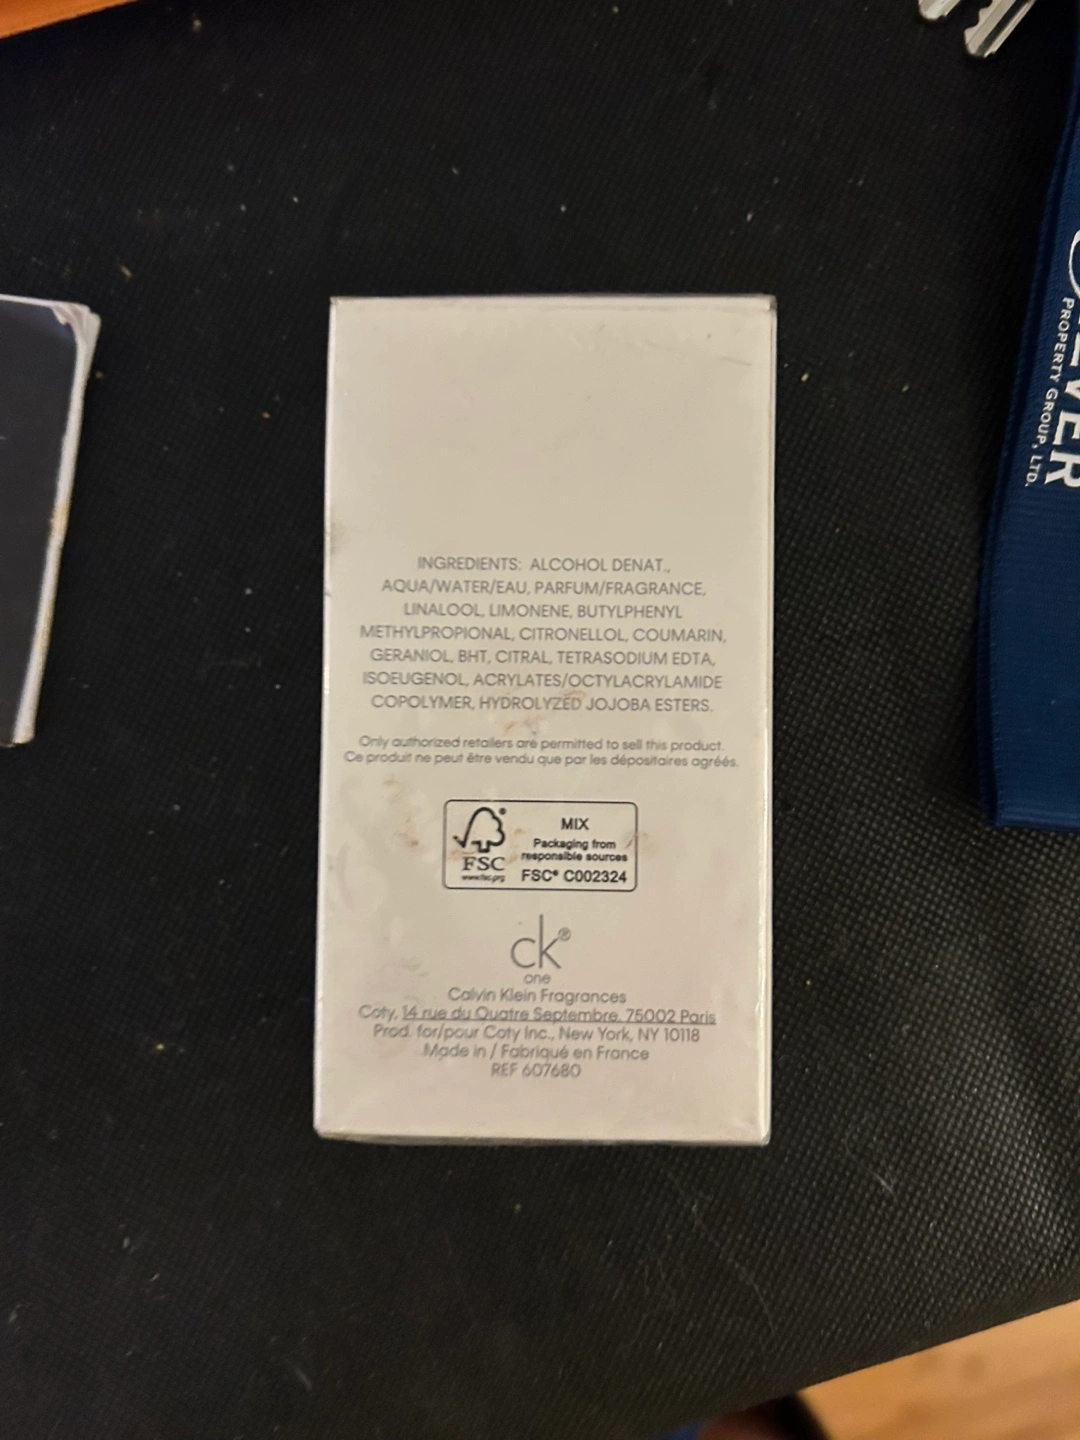 INGREDIENTS: ALCOHOL DENAT.,
AQUA/WATER/EAU, PARFUM/FRAGRANCE,
LINALOOL, LIMONENE, BUTYLPHENYL
METHYLPROPIONAL, CITRONELLOL, COUMARIN,
GERANIOL, BHT, CITRAL, TETRASODIUM EDTA,
ISOEUGENOL, ACRYLATES/OCTYLACRYLAMIDE
COPOLYMER, HYDROLYZED JOJOBA ESTERS.
Only authorized retailers are permitted to sell this product.
Ce produit ne peut être vendu que par les dépositaires agréés.
FSC®
www.fsc.org
MIX
Packaging from
responsible sources
FSC® C002324
ck®
one
Calvin Klein Fragrances
Coty, 14 rue du Quatre Septembre, 75002 Paris
Prod. for/pour Coty Inc., New York, NY 10118
Made in / Fabriqué en France
REF 607680
PROPERTY GROUP, LTD.